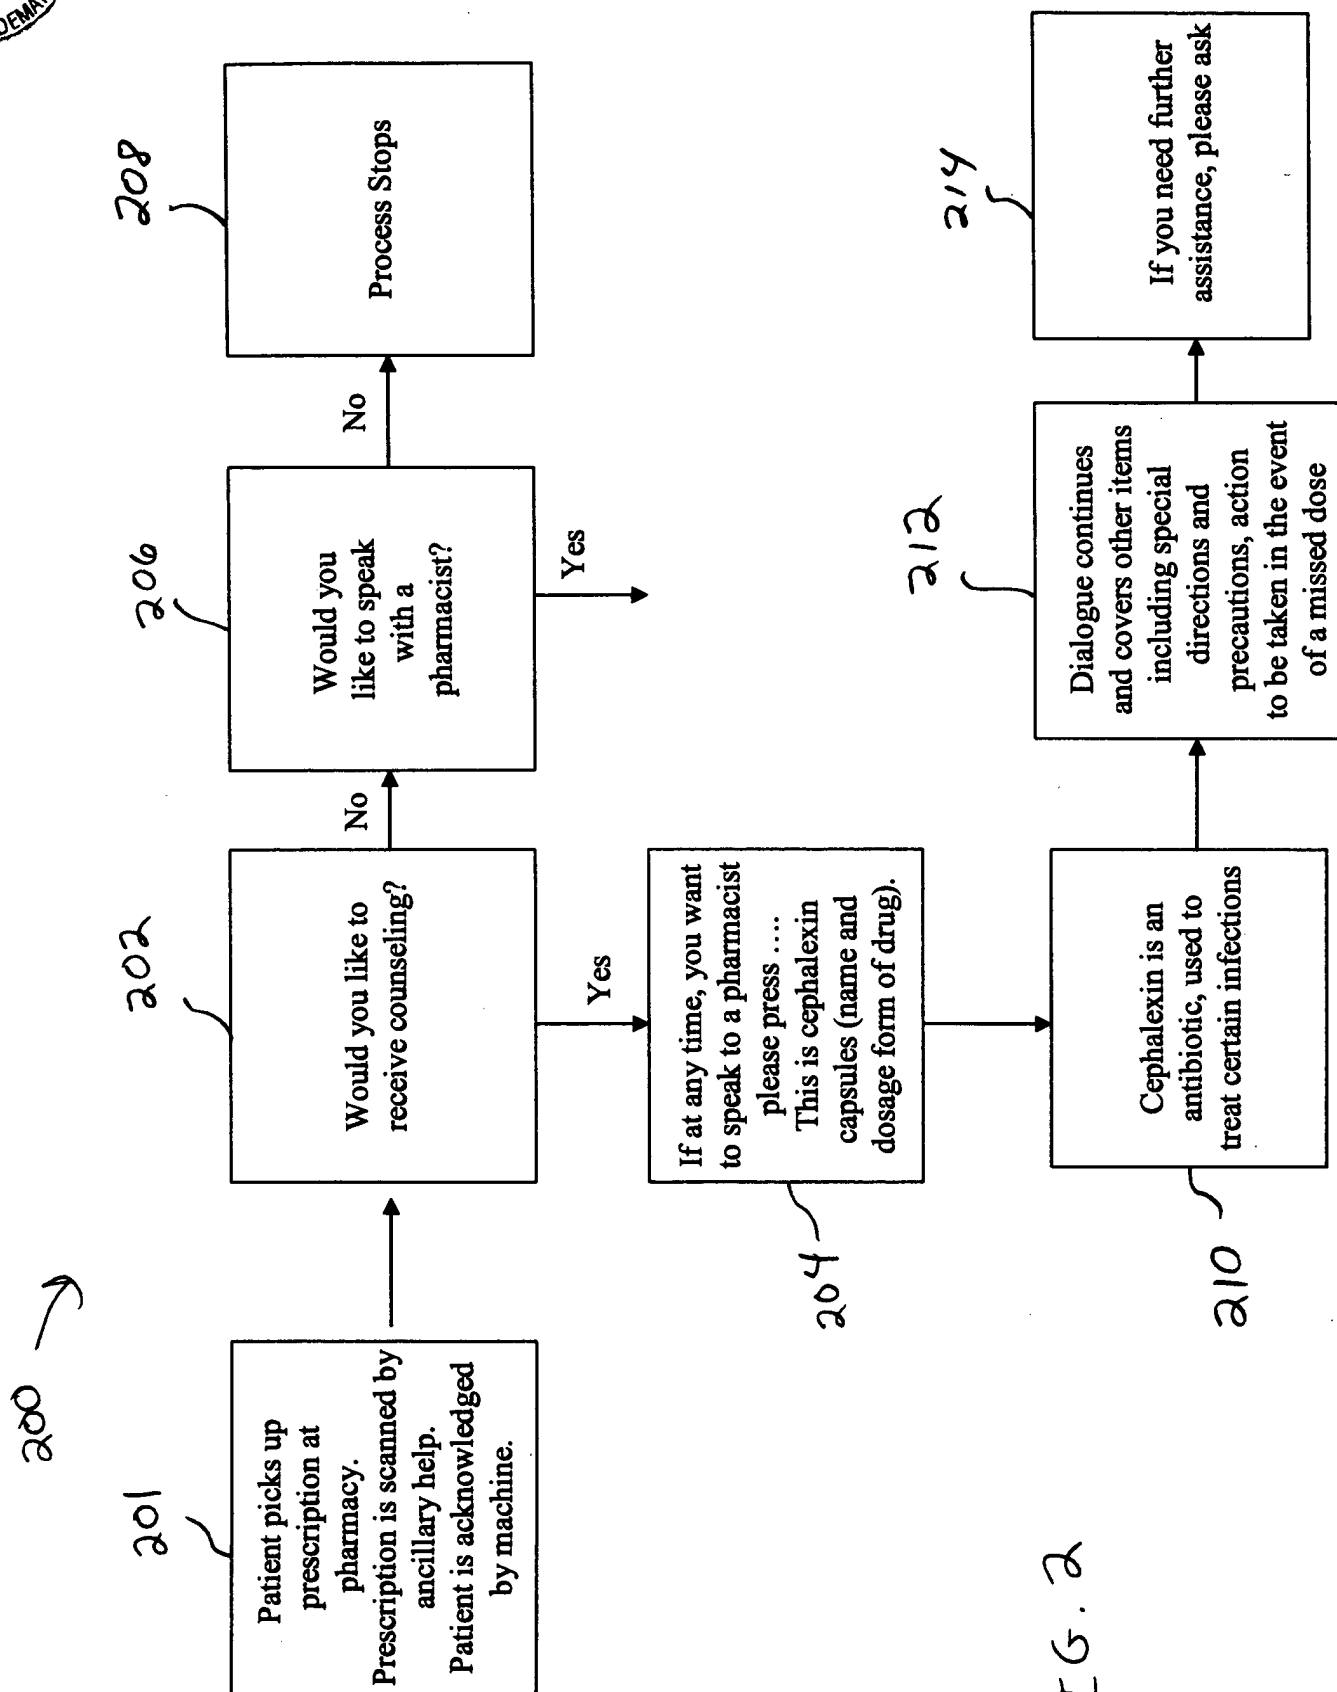 200
201
Patient picks up
prescription at
pharmacy.
Prescription is scanned by
ancillary help.
Patient is acknowledged
by machine.
202
Would you like to
receive counseling?
No
206
Would you
like to speak
with a
pharmacist?
No
208
Process Stops
Yes
Yes
204
If at any time, you want
to speak to a pharmacist
please press ....
This is cephalexin
capsules (name and
dosage form of drug).
210
Cephalexin is an
antibiotic, used to
treat certain infections
212
Dialogue continues
and covers other items
including special
directions and
precautions, action
to be taken in the event
of a missed dose
214
If you need further
assistance, please ask
G. 2